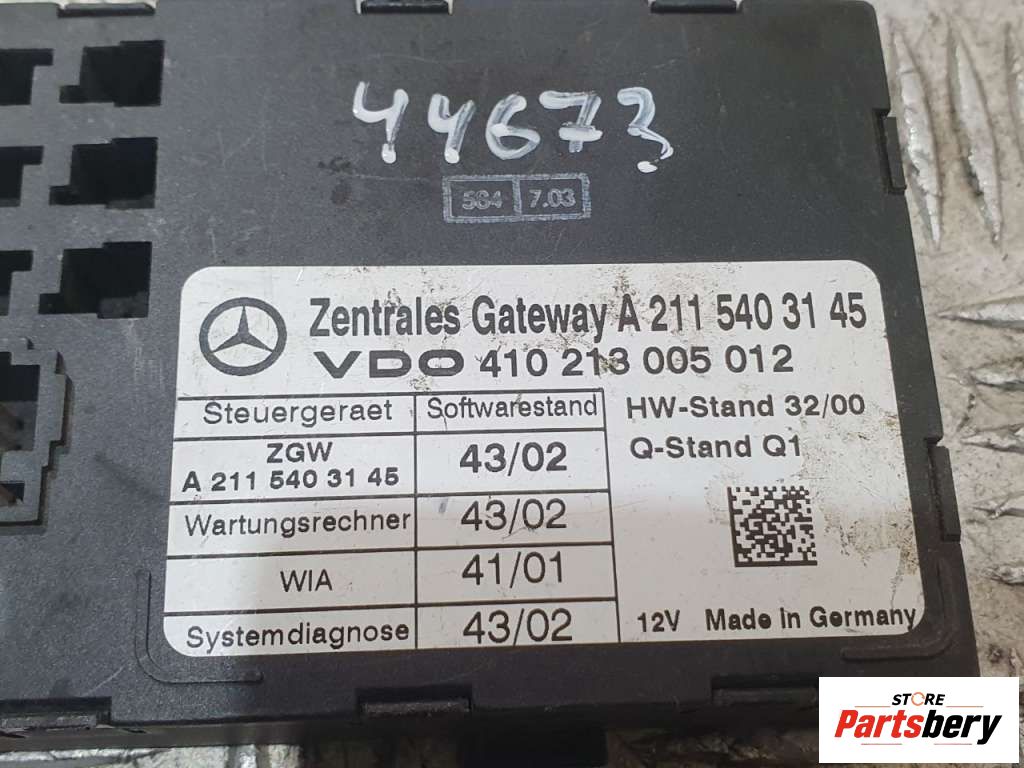 44673
564 7.03
Zentrales Gateway A 211 540 31 45
VDO 410 213 005 012
Steuergeraet Softwarestand HW-Stand 32/00
ZGW
A 211 540 31 45 43/02 Q-Stand Q1
Wartungsrechner 43/02
WIA 41/01
Systemdiagnose 43/02 12V Made in Germany
STORE
Partsbery